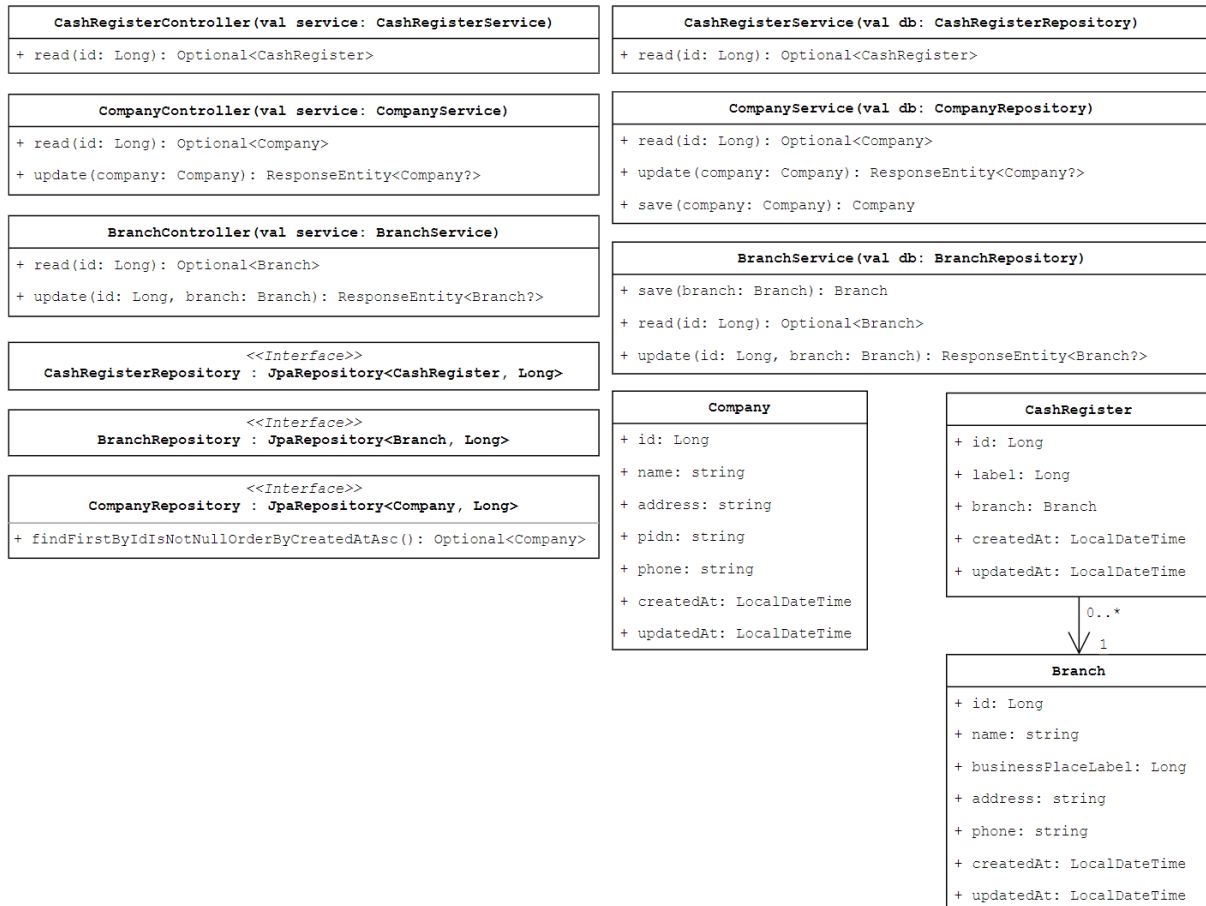 CashRegisterController(val service: CashRegisterService)
+ read(id: Long): Optional<CashRegister>
CompanyController(val service: CompanyService)
+ read(id: Long): Optional<Company>
+ update(company: Company): ResponseEntity<Company?>
BranchController(val service: BranchService)
+ read(id: Long): Optional<Branch>
+ update(id: Long, branch: Branch): ResponseEntity<Branch?>
<<Interface>>
CashRegisterRepository : JpaRepository<CashRegister, Long>
<<Interface>>
BranchRepository : JpaRepository<Branch, Long>
<<Interface>>
CompanyRepository : JpaRepository<Company, Long>
+ findFirstByIdIsNotNullOrderByCreatedAtAsc(): Optional<Company>
CashRegisterService(val db: CashRegisterRepository)
+ read(id: Long): Optional<CashRegister>
CompanyService(val db: CompanyRepository)
+ read(id: Long): Optional<Company>
+ update(company: Company): ResponseEntity<Company?>
+ save(company: Company): Company
BranchService(val db: BranchRepository)
+ save(branch: Branch): Branch
+ read(id: Long): Optional<Branch>
+ update(id: Long, branch: Branch): ResponseEntity<Branch?>
Company
+ id: Long
+ name: string
+ address: string
+ pidn: string
+ phone: string
+ createdAt: LocalDateTime
+ updatedAt: LocalDateTime
CashRegister
+ id: Long
+ label: Long
+ branch: Branch
+ createdAt: LocalDateTime
+ updatedAt: LocalDateTime
0..*
1
Branch
+ id: Long
+ name: string
+ businessPlaceLabel: Long
+ address: string
+ phone: string
+ createdAt: LocalDateTime
+ updatedAt: LocalDateTime